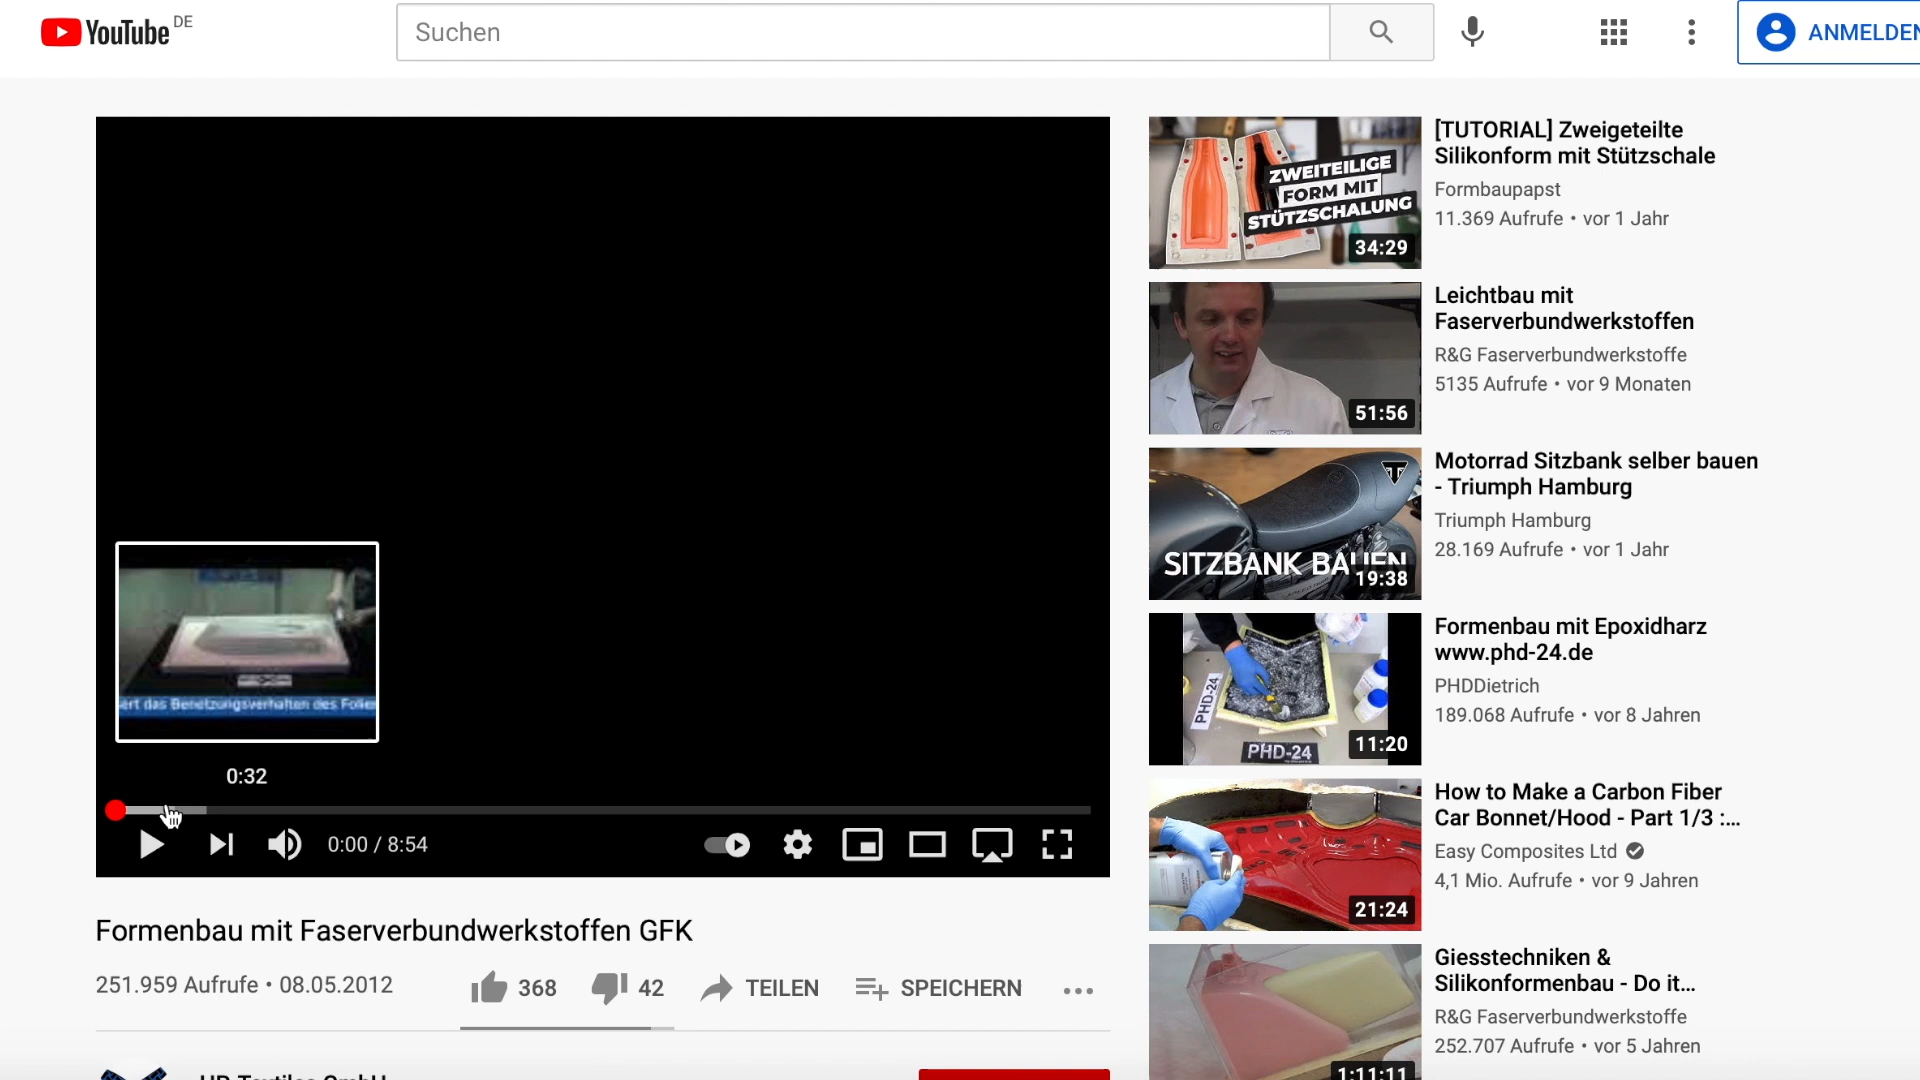 YouTube DE
Suchen
ANMELDEN
ZWEITEILIGE
FORM MIT
STÜTZSCHALUNG
34:29
[TUTORIAL] Zweigeteilte
Silikonform mit Stützschale
Formbaupapst
11.369 Aufrufe • vor 1 Jahr
51:56
Leichtbau mit
Faserverbundwerkstoffen
R&G Faserverbundwerkstoffe
5135 Aufrufe • vor 9 Monaten
SITZBANK BAUEN
19:38
Motorrad Sitzbank selber bauen
- Triumph Hamburg
Triumph Hamburg
28.169 Aufrufe • vor 1 Jahr
PHD-24
PHD-24
11:20
Formenbau mit Epoxidharz
www.phd-24.de
PHDDietrich
189.068 Aufrufe • vor 8 Jahren
21:24
How to Make a Carbon Fiber
Car Bonnet/Hood - Part 1/3 :...
Easy Composites Ltd
4,1 Mio. Aufrufe • vor 9 Jahren
1:11:11
Giesstechniken &
Silikonformenbau - Do it...
R&G Faserverbundwerkstoffe
252.707 Aufrufe • vor 5 Jahren
ert das Benetzungsverhalten des Folien
0:32
0:00 / 8:54
Formenbau mit Faserverbundwerkstoffen GFK
251.959 Aufrufe • 08.05.2012
368
42
TEILEN
SPEICHERN
HP-Textiles GmbH